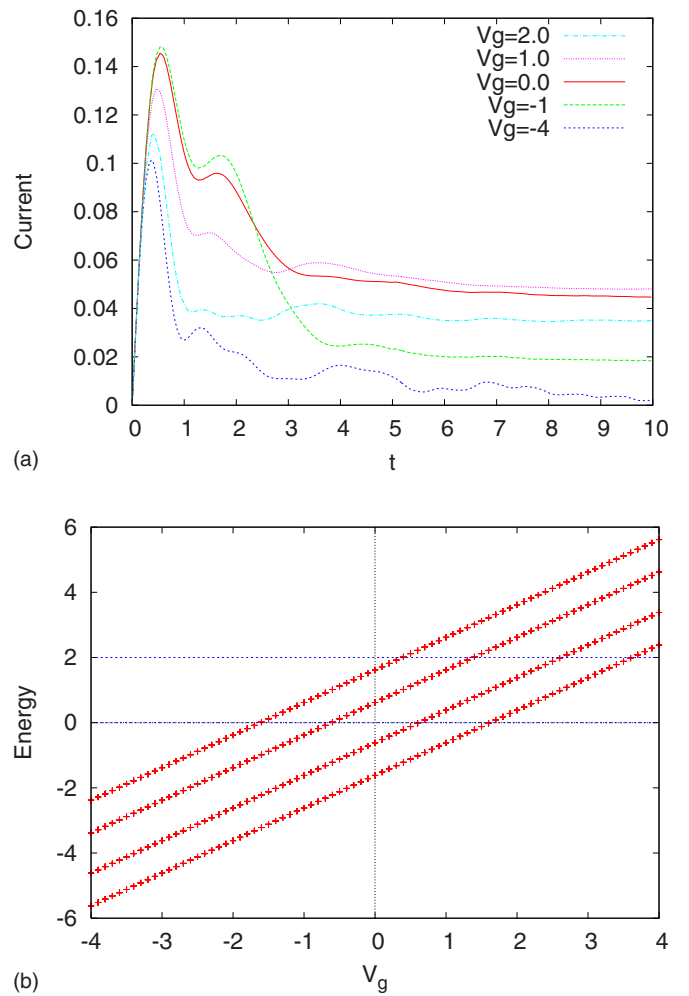 0.16
0.14
0.12
0.1
0.08
0.06
0.04
0.02
0
Current
Vg=2.0
Vg=1.0
Vg=0.0
Vg=-1
Vg=-4
0 1 2 3 4 5 6 7 8 9 10
t
(a)
6
4
2
0
-2
-4
-6
Energy
-4 -3 -2 -1 0 1 2 3 4
Vg
(b)